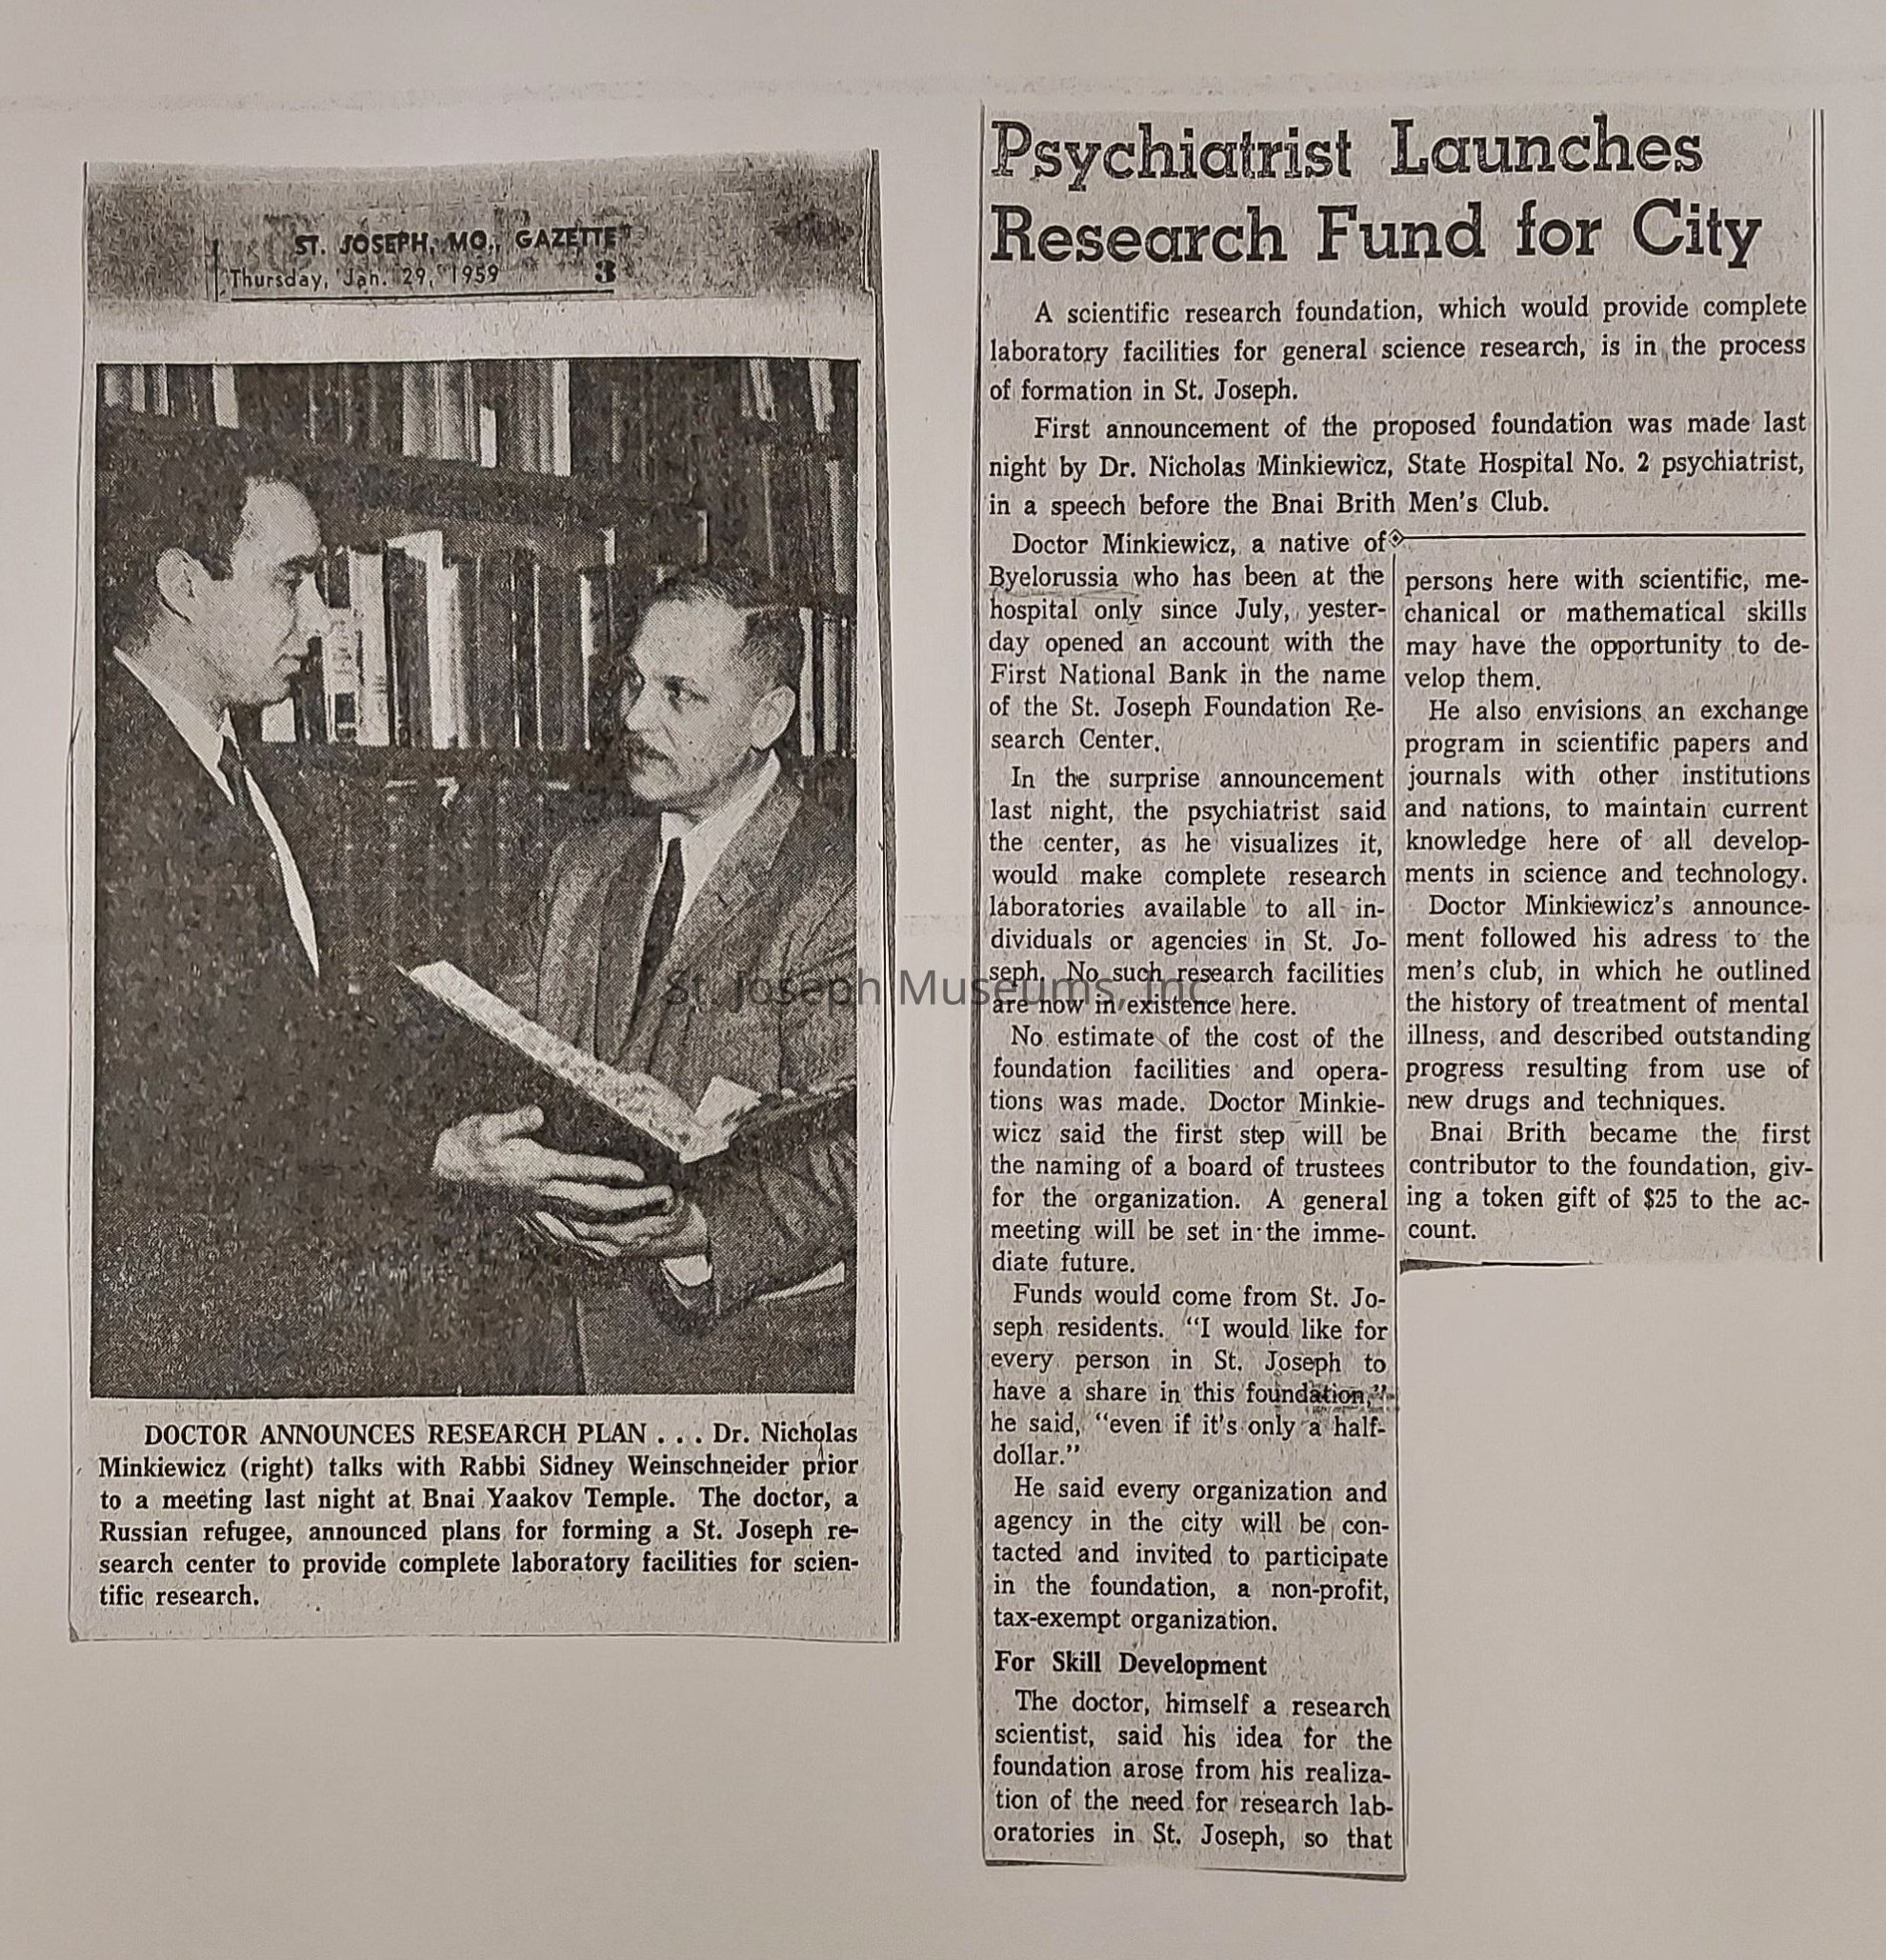 ST. JOSEPH, MO., GAZETTE
Thursday, Jan. 29, 1959 3
DOCTOR ANNOUNCES RESEARCH PLAN . . . Dr. Nicholas
Minkiewicz (right) talks with Rabbi Sidney Weinschneider prior
to a meeting last night at Bnai Yaakov Temple. The doctor, a
Russian refugee, announced plans for forming a St. Joseph re-
search center to provide complete laboratory facilities for scien-
tific research.
Psychiatrist Launches
Research Fund for City
A scientific research foundation, which would provide complete
laboratory facilities for general science research, is in the process
of formation in St. Joseph.
First announcement of the proposed foundation was made last
night by Dr. Nicholas Minkiewicz, State Hospital No. 2 psychiatrist,
in a speech before the Bnai Brith Men's Club.
Doctor Minkiewicz, a native of
Byelorussia who has been at the
hospital only since July, yester-
day opened an account with the
First National Bank in the name
of the St. Joseph Foundation Re-
search Center.
In the surprise announcement
last night, the psychiatrist said
the center, as he visualizes it,
would make complete research
laboratories available to all in-
dividuals or agencies in St. Jo-
seph. No such research facilities
are now in existence here.
No estimate of the cost of the
foundation facilities and opera-
tions was made. Doctor Minkie-
wicz said the first step will be
the naming of a board of trustees
for the organization. A general
meeting will be set in the imme-
diate future.
Funds would come from St. Jo-
seph residents. "I would like for
every person in St. Joseph to
have a share in this foundation,"
he said, "even if it's only a half-
dollar."
He said every organization and
agency in the city will be con-
tacted and invited to participate
in the foundation, a non-profit,
tax-exempt organization.
For Skill Development
The doctor, himself a research
scientist, said his idea for the
foundation arose from his realiza-
tion of the need for research lab-
oratories in St. Joseph, so that
persons here with scientific, me-
chanical or mathematical skills
may have the opportunity to de-
velop them.
He also envisions an exchange
program in scientific papers and
journals with other institutions
and nations, to maintain current
knowledge here of all develop-
ments in science and technology.
Doctor Minkiewicz's announce-
ment followed his adress to the
men's club, in which he outlined
the history of treatment of mental
illness, and described outstanding
progress resulting from use of
new drugs and techniques.
Bnai Brith became the first
contributor to the foundation, giv-
ing a token gift of $25 to the ac-
count.
St. Joseph Museums, Inc